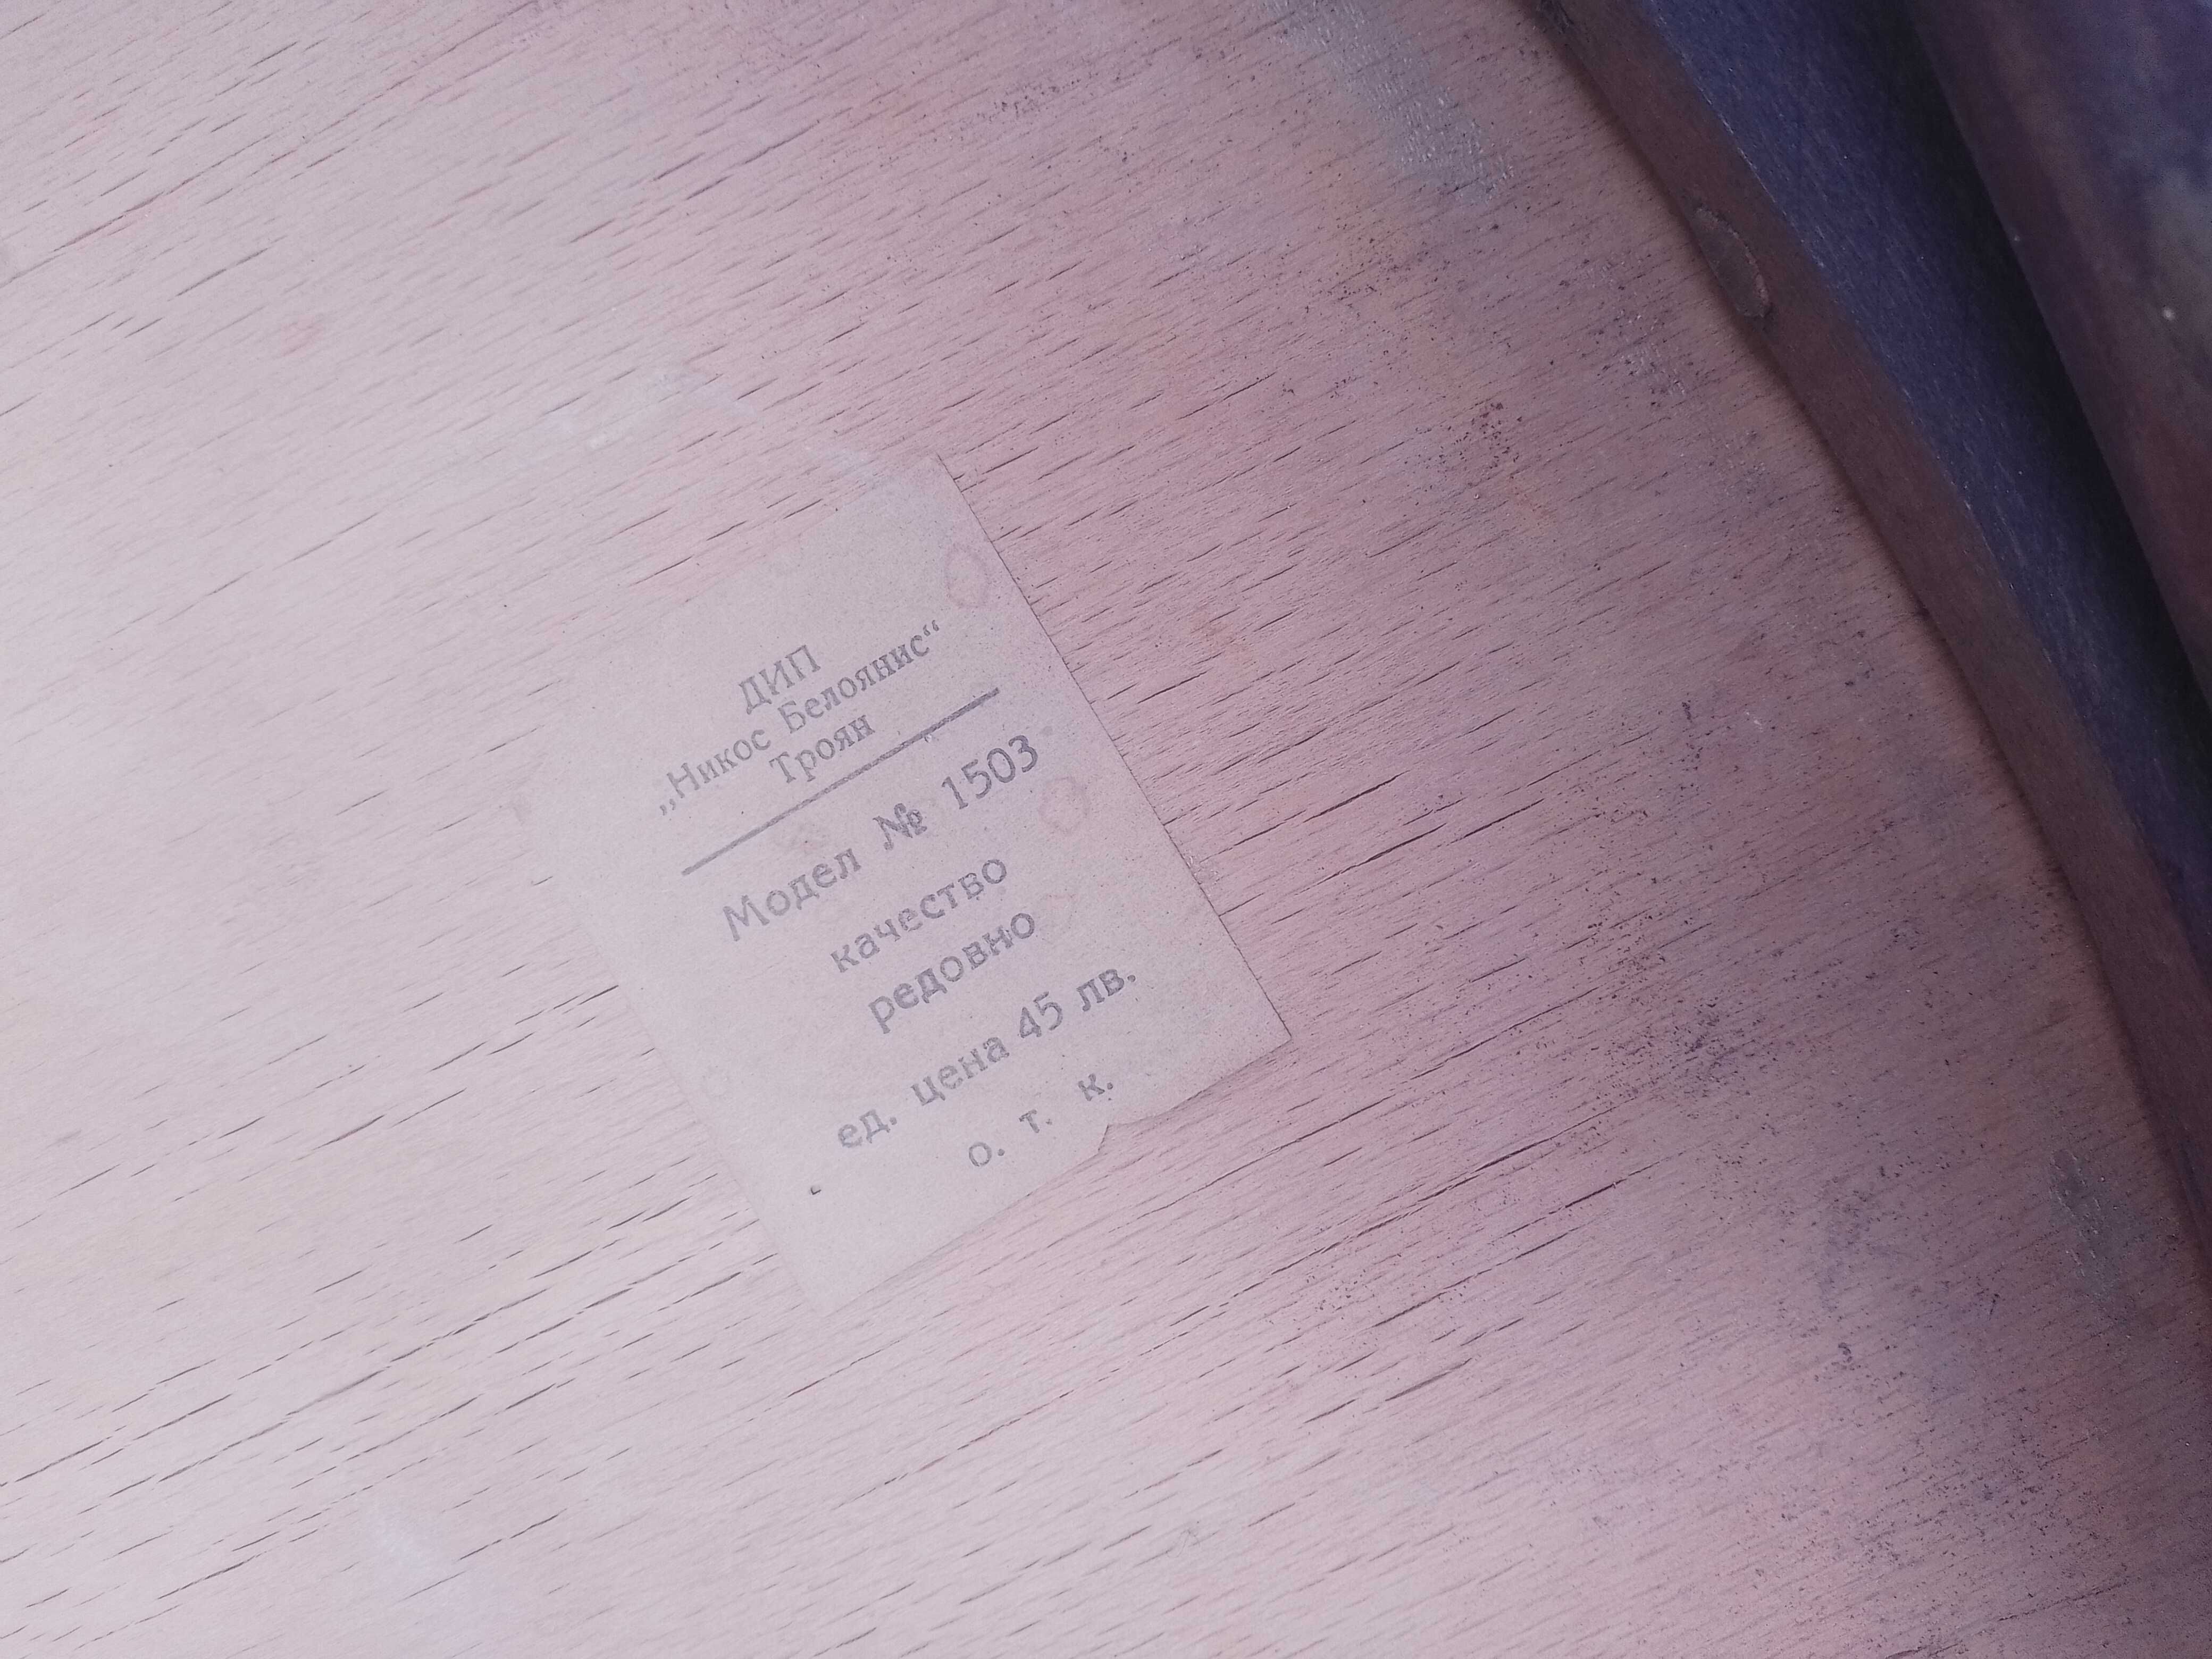 ДИП
„Никос Белоянис“
Троян
Модел № 1503
качество
редовно
ед. цена 45 лв.
о. т. к.